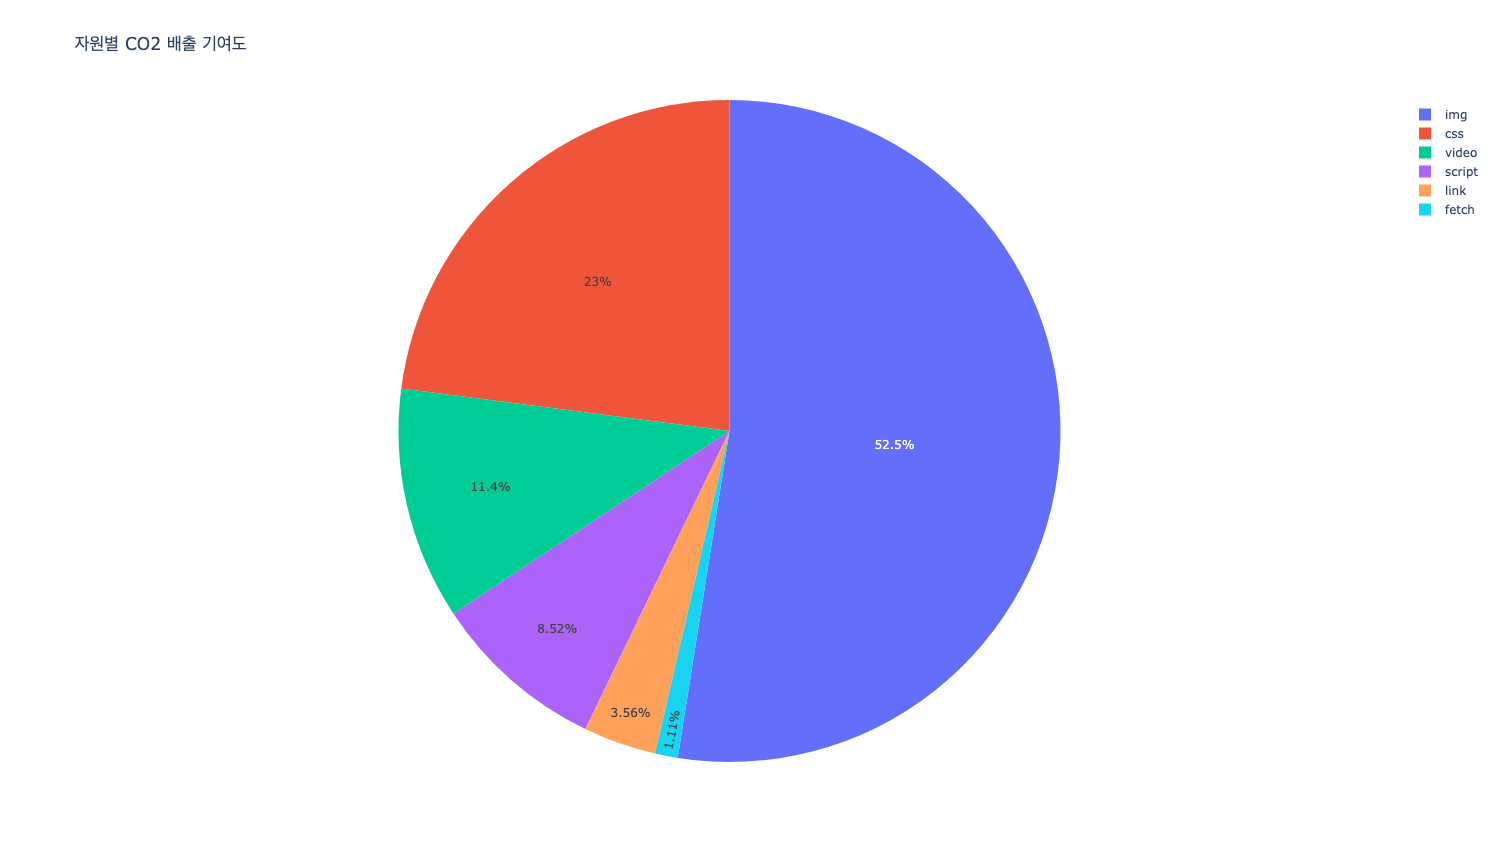 자원별 CO2 배출 기여도
img
css
video
script
link
fetch
23%
52.5%
11.4%
8.52%
3.56%
1.11%